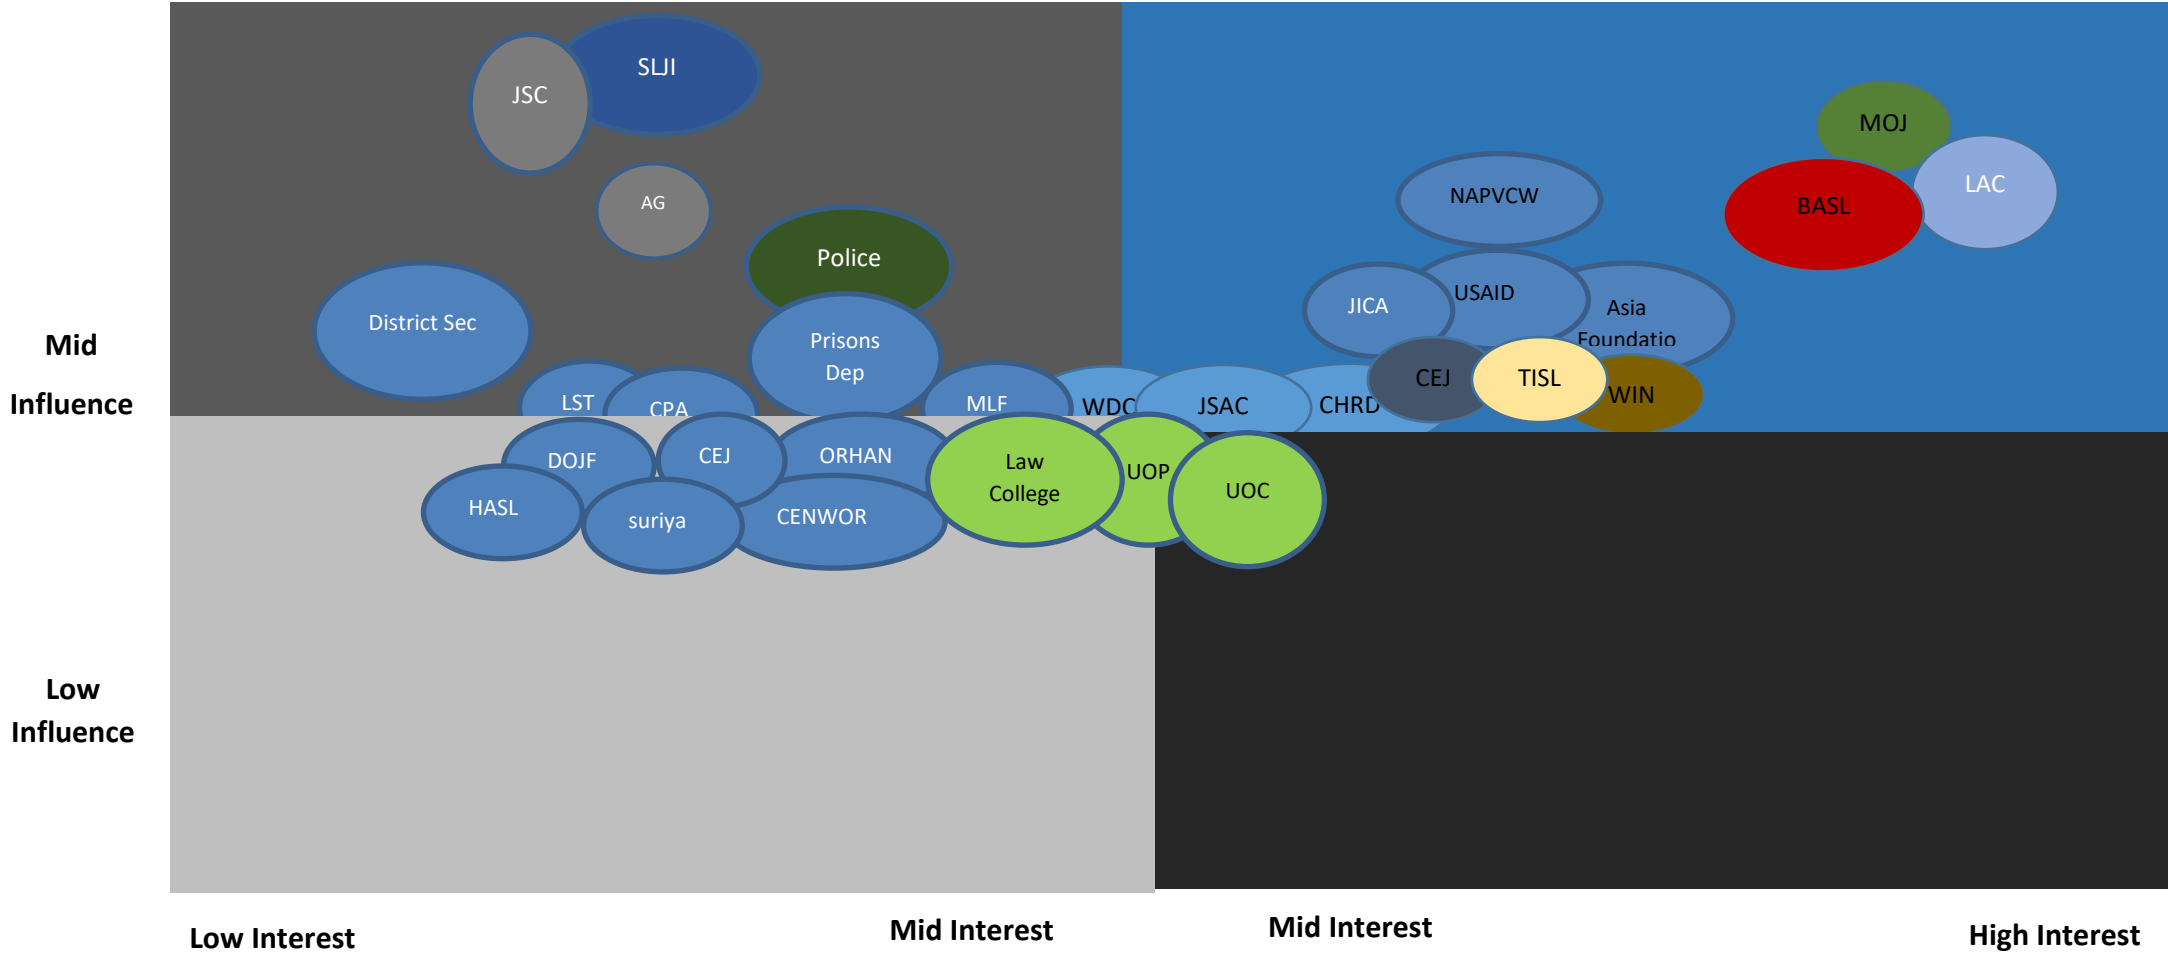 SLJI
JSC
MOJ
LAC
NAPVCW
AG
BASL
Police
USAID
JICA
Asia
Foundatio
District Sec
Prisons
Dep
Mid
Influence
LST
CPA
MLF
WDC
JSAC
CHRD
CEJ
TISL
WIN
DOJF
CEJ
ORHAN
Law
College
UOP
UOC
HASL
suriya
CENWOR
Low
Influence
Low Interest
Mid Interest
Mid Interest
High Interest